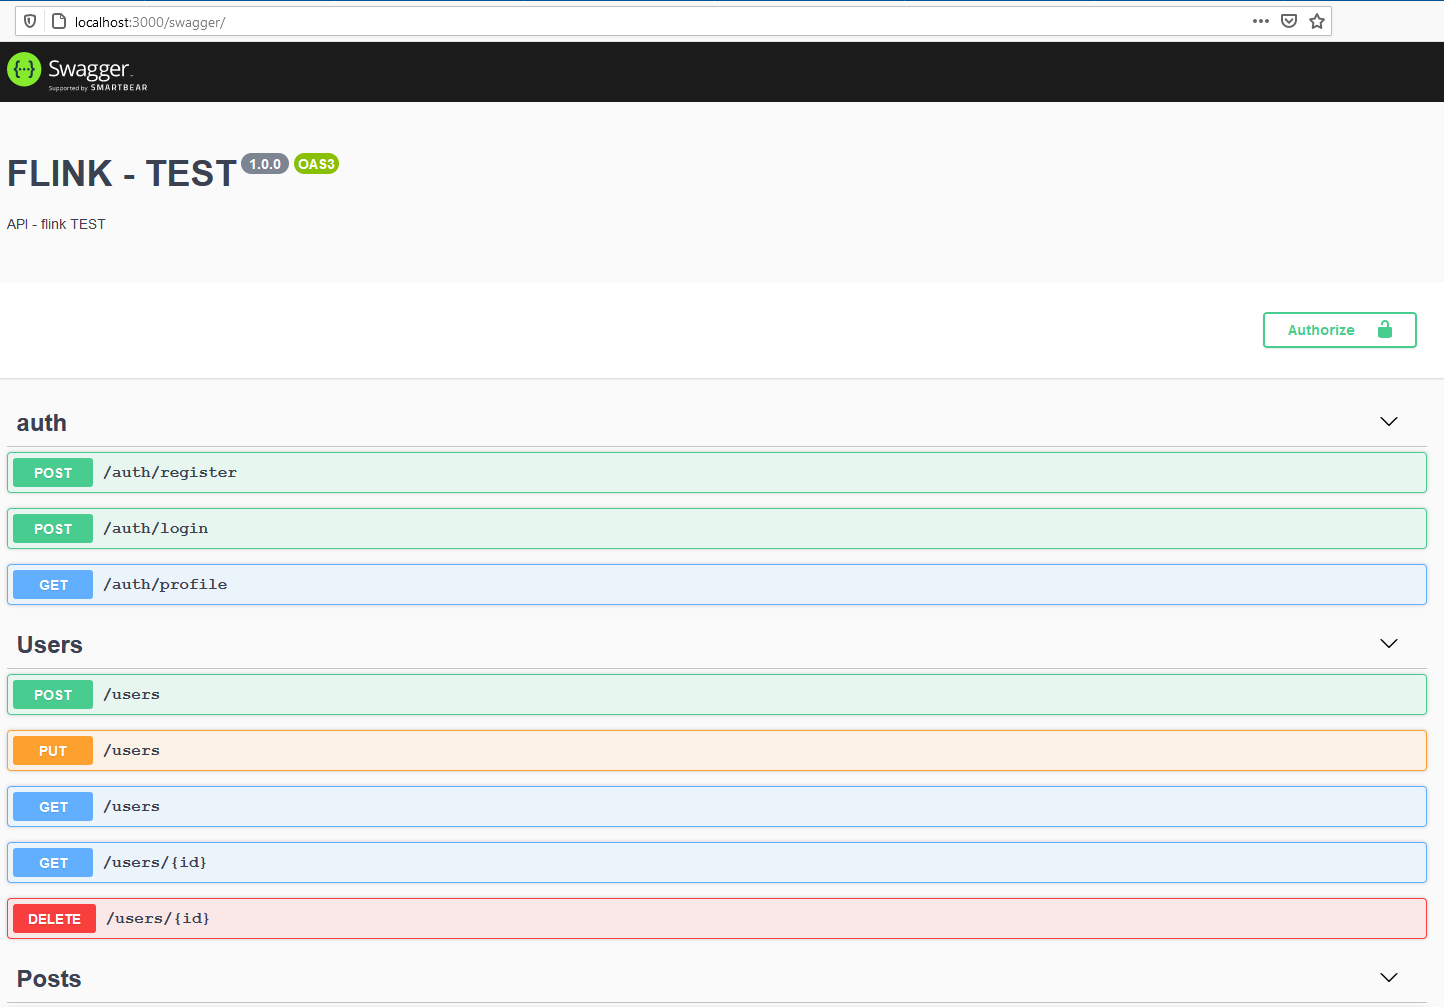 localhost:3000/swagger/
{···} Swagger
Supported by SMARTBEAR
FLINK - TEST 1.0.0 OAS3
API - flink TEST
Authorize
auth
POST /auth/register
POST /auth/login
GET /auth/profile
Users
POST /users
PUT /users
GET /users
GET /users/{id}
DELETE /users/{id}
Posts